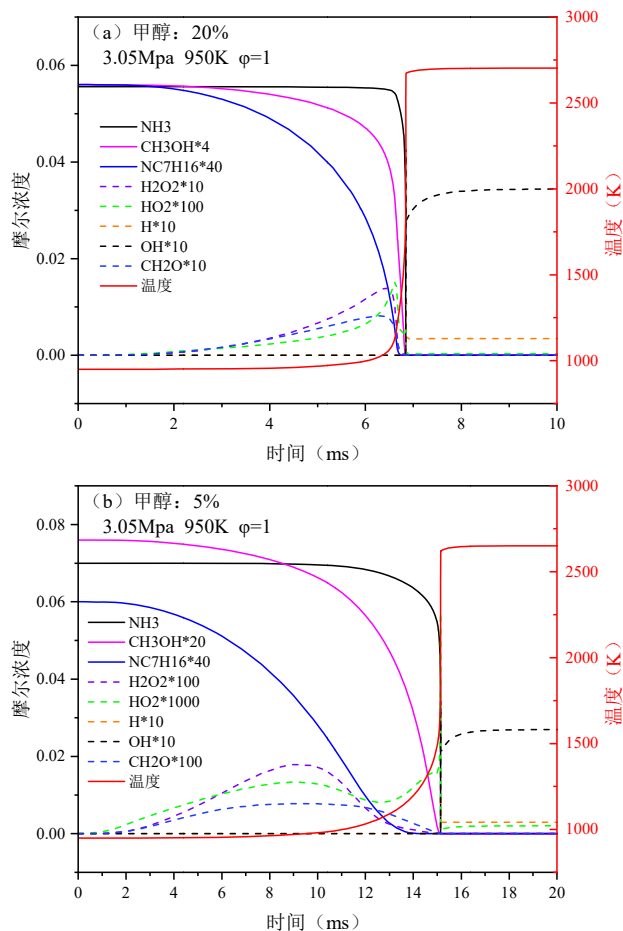 (a) 甲醇:20%
3.05Mpa 950K φ=1
NH3
CH3OH*4
NC7H16*40
H2O2*10
HO2*100
H*10
OH*10
CH2O*10
温度
摩尔浓度
0.06
0.04
0.02
0.00
3000
2500
2000
1500
1000
温度(K)
0 2 4 6 8 10
时间(ms)
(b) 甲醇:5%
3.05Mpa 950K φ=1
NH3
CH3OH*20
NC7H16*40
H2O2*100
HO2*1000
H*10
OH*10
CH2O*100
温度
摩尔浓度
0.08
0.06
0.04
0.02
0.00
3000
2500
2000
1500
1000
温度(K)
0 2 4 6 8 10 12 14 16 18 20
时间(ms)